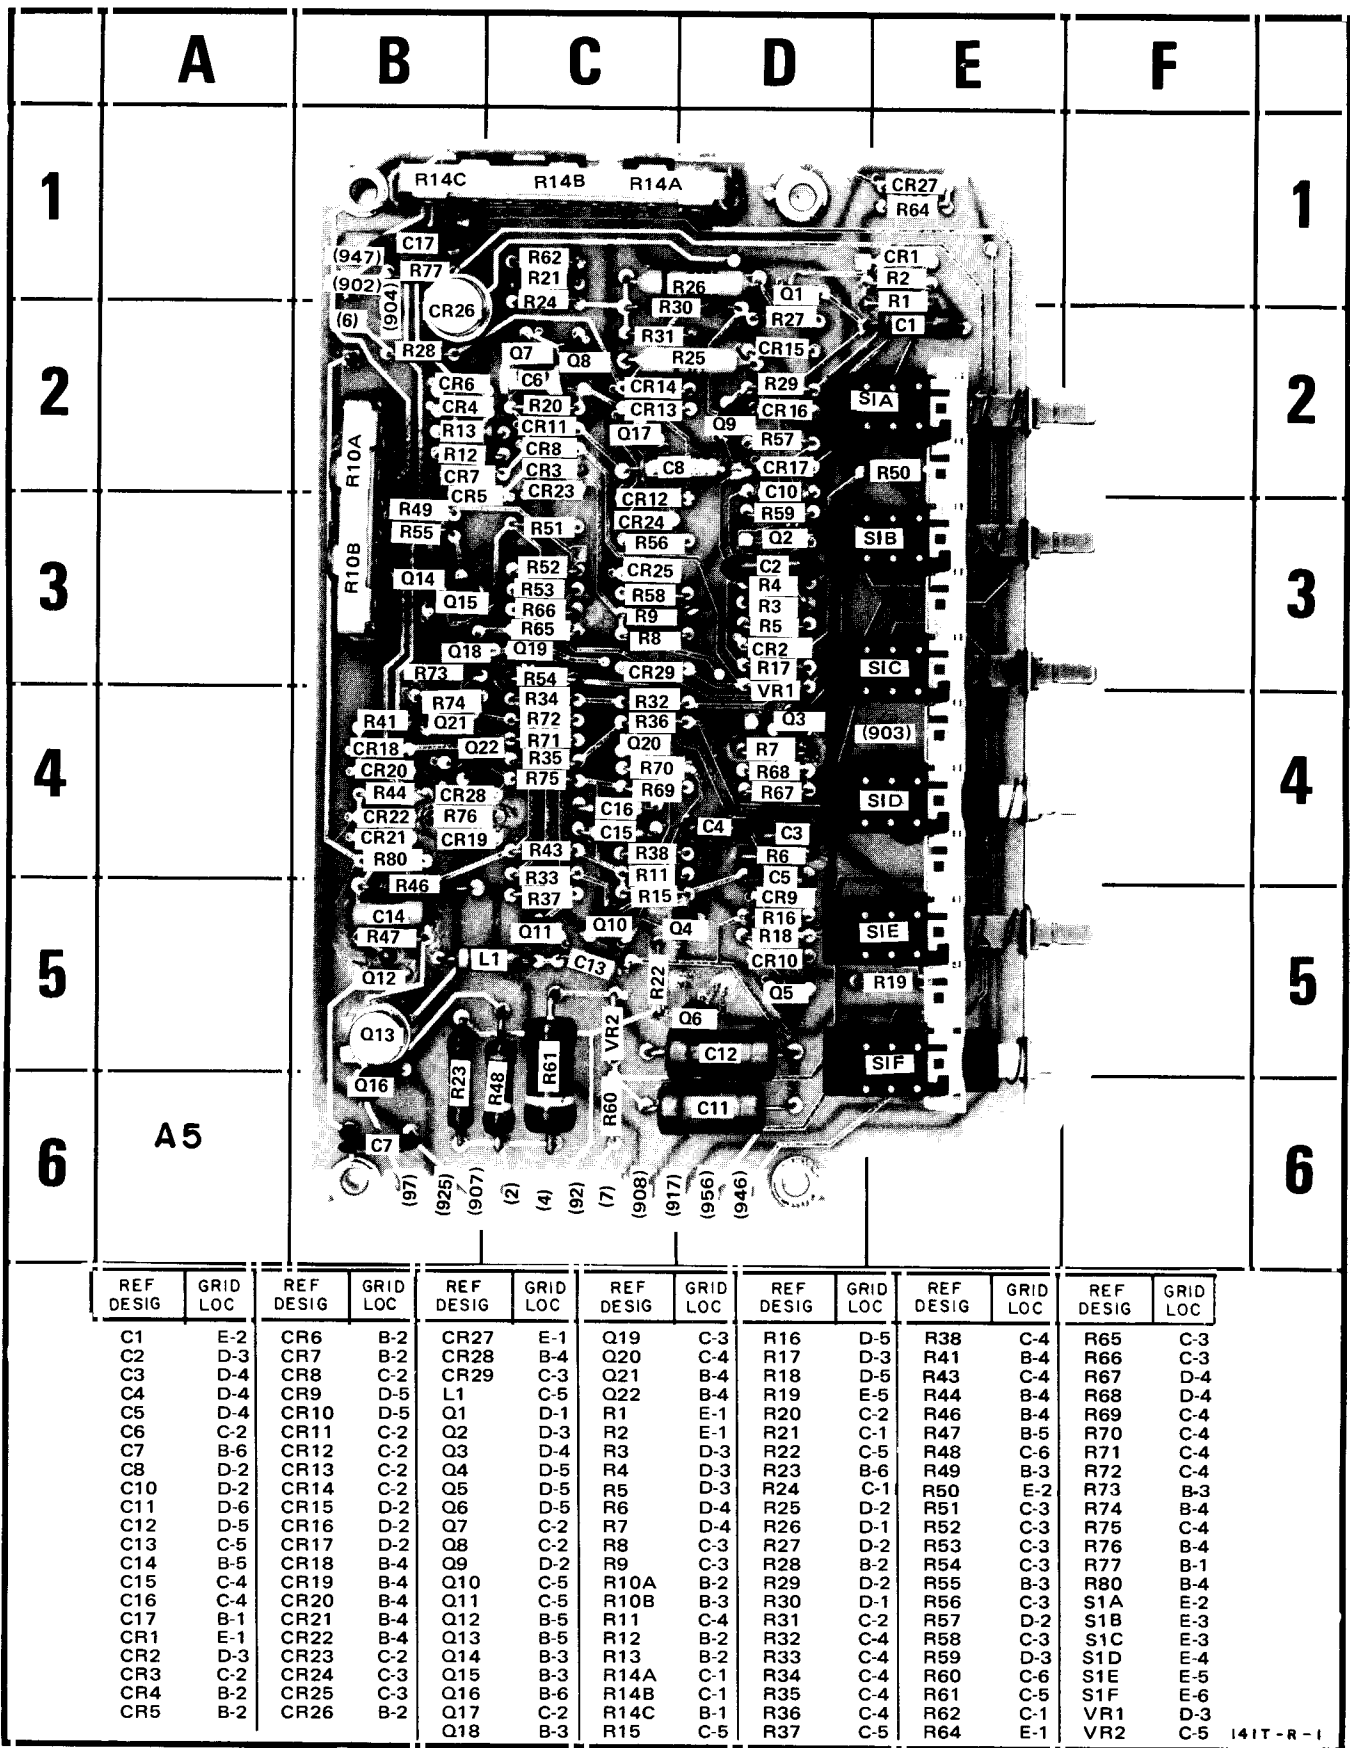 A B C D E F
1 1
2 2
3 3
4 4
5 5
6 6
R14C R14B R14A
CR27
R64
C17
(947) R77 R62 CR1
(902) R21 R26 R2
(904) CR26 R24 R30 Q1 R1
(6) R31 R27 C1
R28 Q7 Q8 R25 CR15
CR6 C6 CR14 R29 S1A
CR4 R20 CR13 CR16
R13 CR11 Q17 Q9 R57
R10A R12 CR8 C8 CR17 R50
CR7 CR3
CR5 CR23 CR12 C10
R49 CR24 R59
R55 R51 R56 Q2 S1B
R10B Q14 R52 CR25 C2
Q15 R53 R58 R4
R66 R9 R3
R65 R8 R5
Q18 Q19 CR2
R73 R54 CR29 R17 S1C
R74 R34 R32 VR1
R41 Q21 R72 R36 Q3 (903)
CR18 Q22 R71 Q20 R7
CR20 R35 R70 R68
R44 CR28 R75 R69 R67 S1D
CR22 R76 C16
CR21 CR19 C15 C4 C3
R80 R43 R38 R6
R46 R33 R11 C5
R37 R15 CR9
C14 R16
R47 Q11 Q10 Q4 R18 S1E
Q12 L1 C13 R22 CR10
Q5 R19
Q13 VR2 Q6
R23 R48 R61 C12 S1F
Q16 R60 C11
A5 C7
(97) (925) (907) (2) (4) (92) (7) (908) (917) (956) (946)
REF DESIG GRID LOC REF DESIG GRID LOC REF DESIG GRID LOC REF DESIG GRID LOC REF DESIG GRID LOC REF DESIG GRID LOC REF DESIG GRID LOC
C1 E-2 CR6 B-2 CR27 E-1 Q19 C-3 R16 D-5 R38 C-4 R65 C-3
C2 D-3 CR7 B-2 CR28 B-4 Q20 C-4 R17 D-3 R41 B-4 R66 C-3
C3 D-4 CR8 C-2 CR29 C-3 Q21 B-4 R18 D-5 R43 C-4 R67 D-4
C4 D-4 CR9 D-5 L1 C-5 Q22 B-4 R19 E-5 R44 B-4 R68 D-4
C5 D-4 CR10 D-5 Q1 D-1 R1 E-1 R20 C-2 R46 B-4 R69 C-4
C6 C-2 CR11 C-2 Q2 D-3 R2 E-1 R21 C-1 R47 B-5 R70 C-4
C7 B-6 CR12 C-2 Q3 D-4 R3 D-3 R22 C-5 R48 C-6 R71 C-4
C8 D-2 CR13 C-2 Q4 D-5 R4 D-3 R23 B-6 R49 B-3 R72 C-4
C10 D-2 CR14 C-2 Q5 D-5 R5 D-3 R24 C-1 R50 E-2 R73 B-3
C11 D-6 CR15 D-2 Q6 D-5 R6 D-4 R25 D-2 R51 C-3 R74 B-4
C12 D-5 CR16 D-2 Q7 C-2 R7 D-4 R26 D-1 R52 C-3 R75 C-4
C13 C-5 CR17 D-2 Q8 C-2 R8 C-3 R27 D-2 R53 C-3 R76 B-4
C14 B-5 CR18 B-4 Q9 D-2 R9 C-3 R28 B-2 R54 C-3 R77 B-1
C15 C-4 CR19 B-4 Q10 C-5 R10A B-2 R29 D-2 R55 B-3 R80 B-4
C16 C-4 CR20 B-4 Q11 C-5 R10B B-3 R30 D-1 R56 C-3 S1A E-2
C17 B-1 CR21 B-4 Q12 B-5 R11 C-4 R31 C-2 R57 D-2 S1B E-3
CR1 E-1 CR22 B-4 Q13 B-5 R12 B-2 R32 C-4 R58 C-3 S1C E-3
CR2 D-3 CR23 C-2 Q14 B-3 R13 B-2 R33 C-4 R59 D-3 S1D E-4
CR3 C-2 CR24 C-3 Q15 B-3 R14A C-1 R34 C-4 R60 C-6 S1E E-5
CR4 B-2 CR25 C-3 Q16 B-6 R14B C-1 R35 C-4 R61 C-5 S1F E-6
CR5 B-2 CR26 B-2 Q17 C-2 R14C B-1 R36 C-4 R62 C-1 VR1 D-3
Q18 B-3 R15 C-5 R37 C-5 R64 E-1 VR2 C-5
141T-R-1